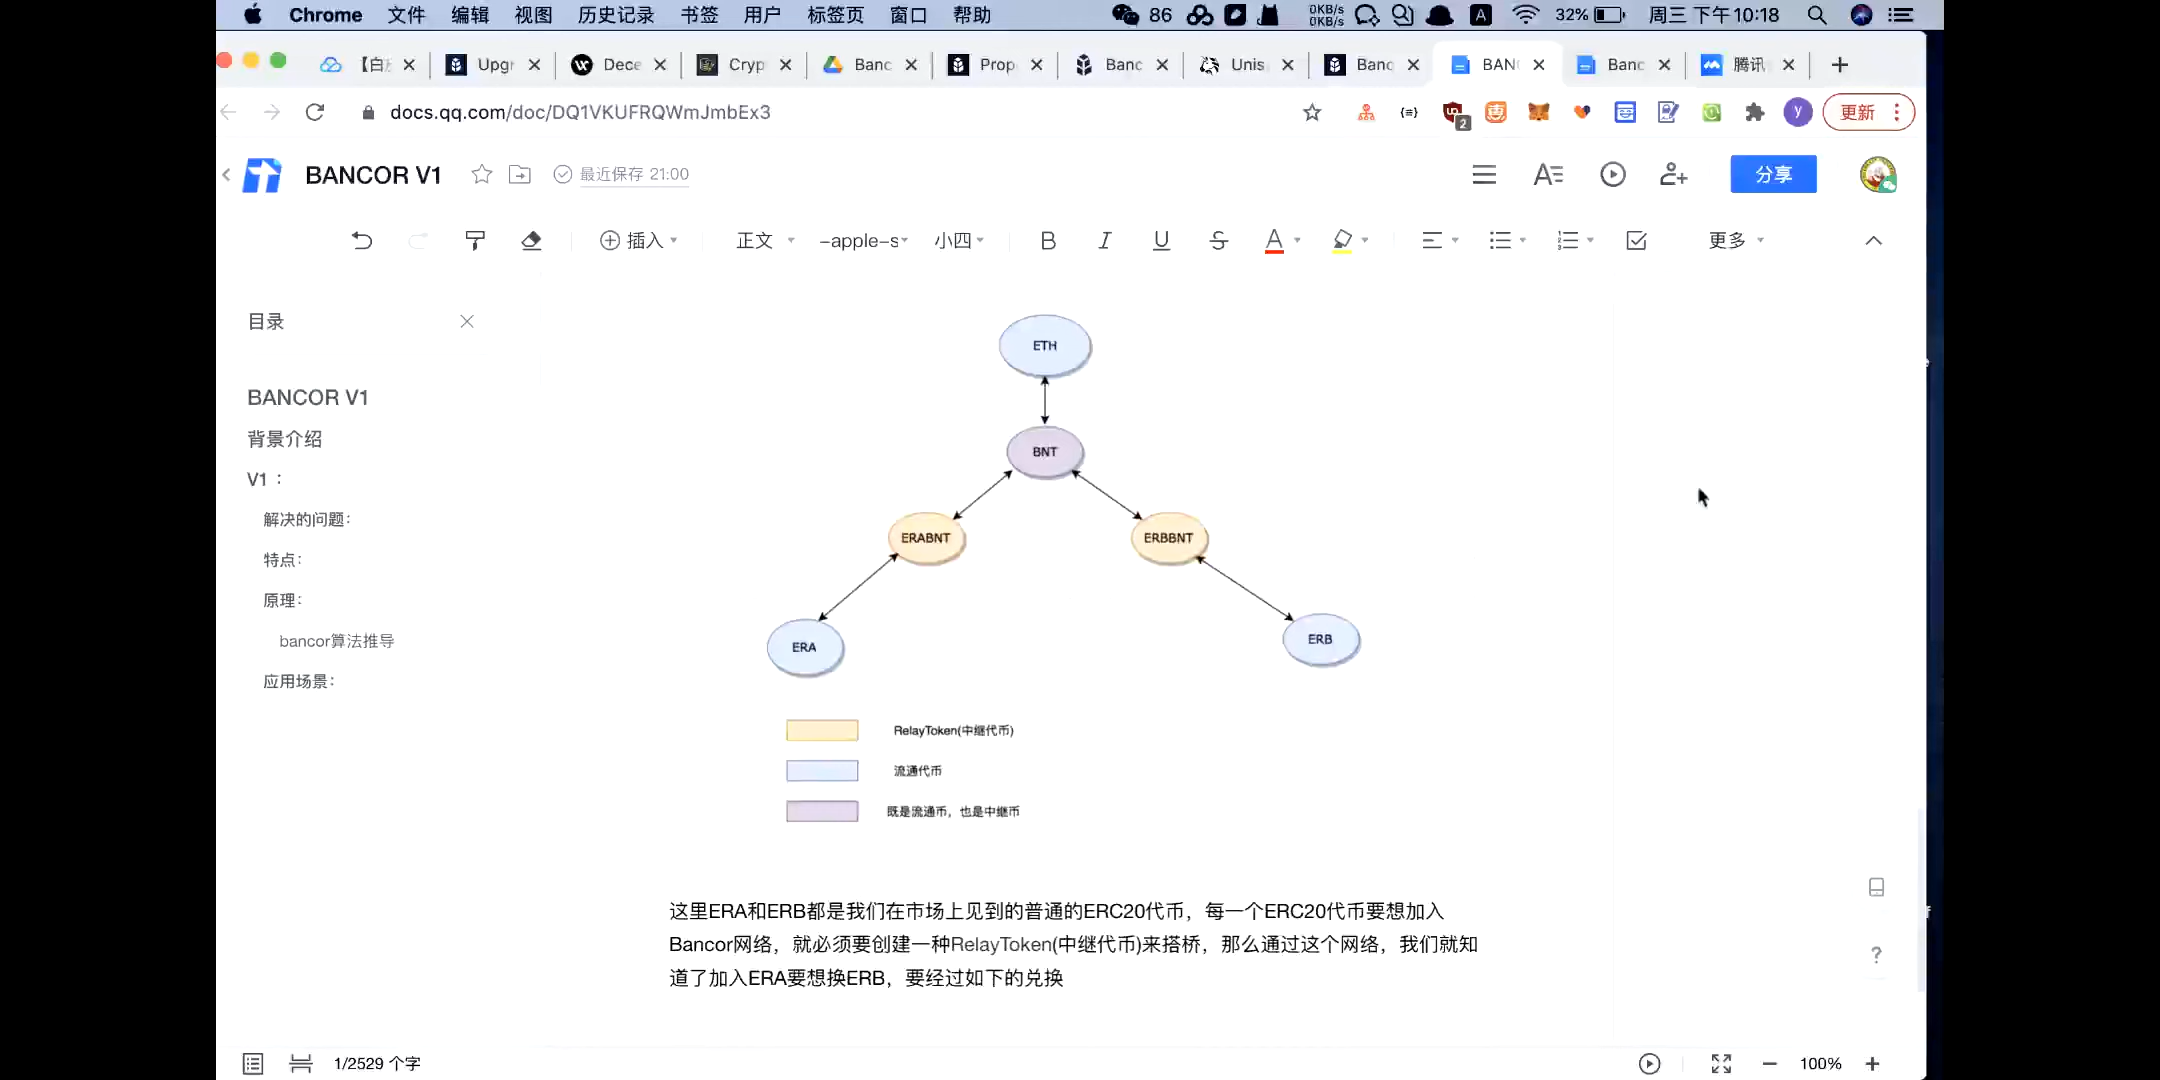 Chrome 文件 编辑 视图 历史记录 书签 用户 标签页 窗口 帮助 86 0KB/s 0KB/s A 32% 周三 下午10:18
Upgr Dece Cryp Banc Prop Banc Unis Banc BAN Banc 腾讯
docs.qq.com/doc/DQ1VKUFRQWmJmbEx3 2 y 更新
BANCOR V1 最近保存 21:00 分享
插入 正文 -apple-s 小四 B I U S A 更多
目录
BANCOR V1
背景介绍
V1 :
解决的问题:
特点:
原理:
bancor算法推导
应用场景:
ETH
BNT
ERABNT ERBBNT
ERA ERB
RelayToken(中继代币)
流通代币
既是流通币，也是中继币
这里ERA和ERB都是我们在市场上见到的普通的ERC20代币，每一个ERC20代币要想加入
Bancor网络，就必须要创建一种RelayToken(中继代币)来搭桥，那么通过这个网络，我们就知
道了加入ERA要想换ERB，要经过如下的兑换
1/2529 个字 100%